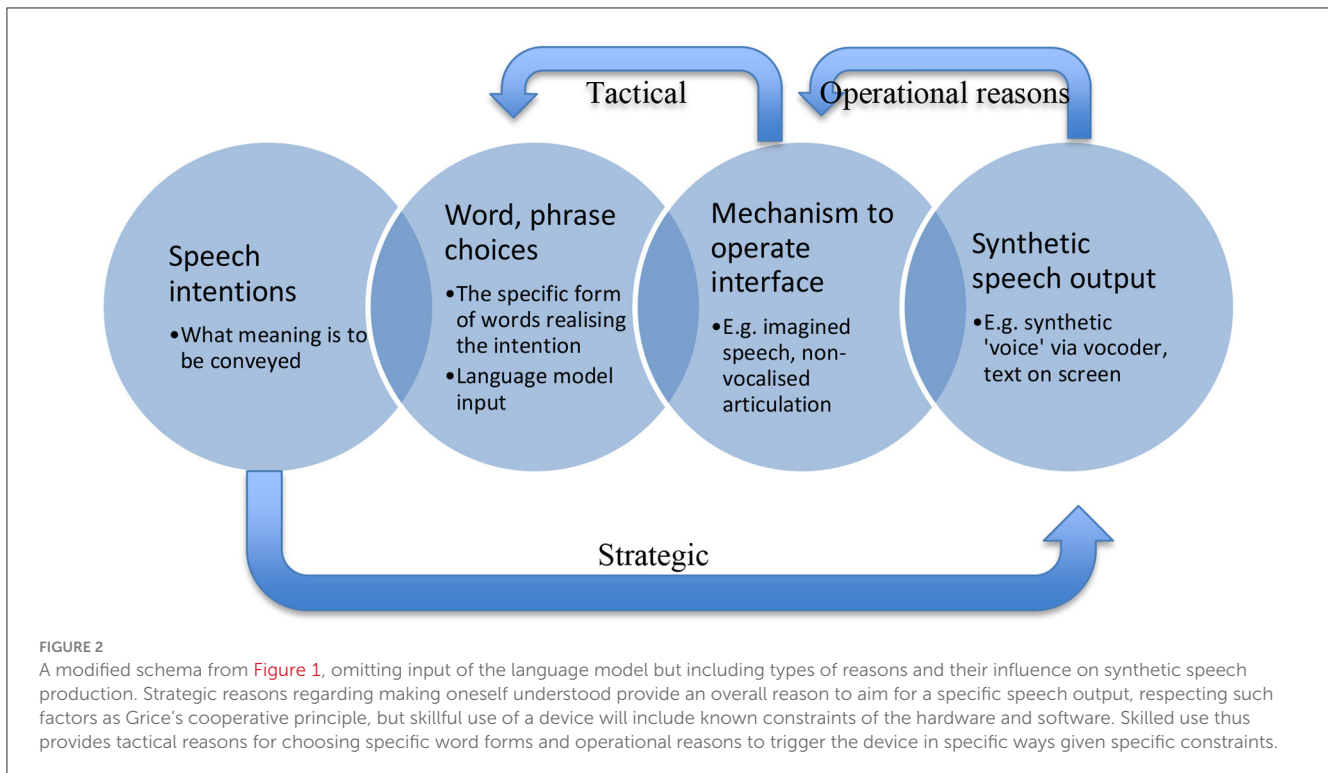 Tactical
Operational reasons
Speech
intentions
•What meaning is to
be conveyed
Word, phrase
choices
•The specific form
of words realising
the intention
•Language model
input
Mechanism to
operate
interface
•E.g. imagined
speech, non-
vocalised
articulation
Synthetic
speech output
•E.g. synthetic
'voice' via vocoder,
text on screen
Strategic
FIGURE 2
A modified schema from Figure 1, omitting input of the language model but including types of reasons and their influence on synthetic speech
production. Strategic reasons regarding making oneself understood provide an overall reason to aim for a specific speech output, respecting such
factors as Grice's cooperative principle, but skillful use of a device will include known constraints of the hardware and software. Skilled use thus
provides tactical reasons for choosing specific word forms and operational reasons to trigger the device in specific ways given specific constraints.